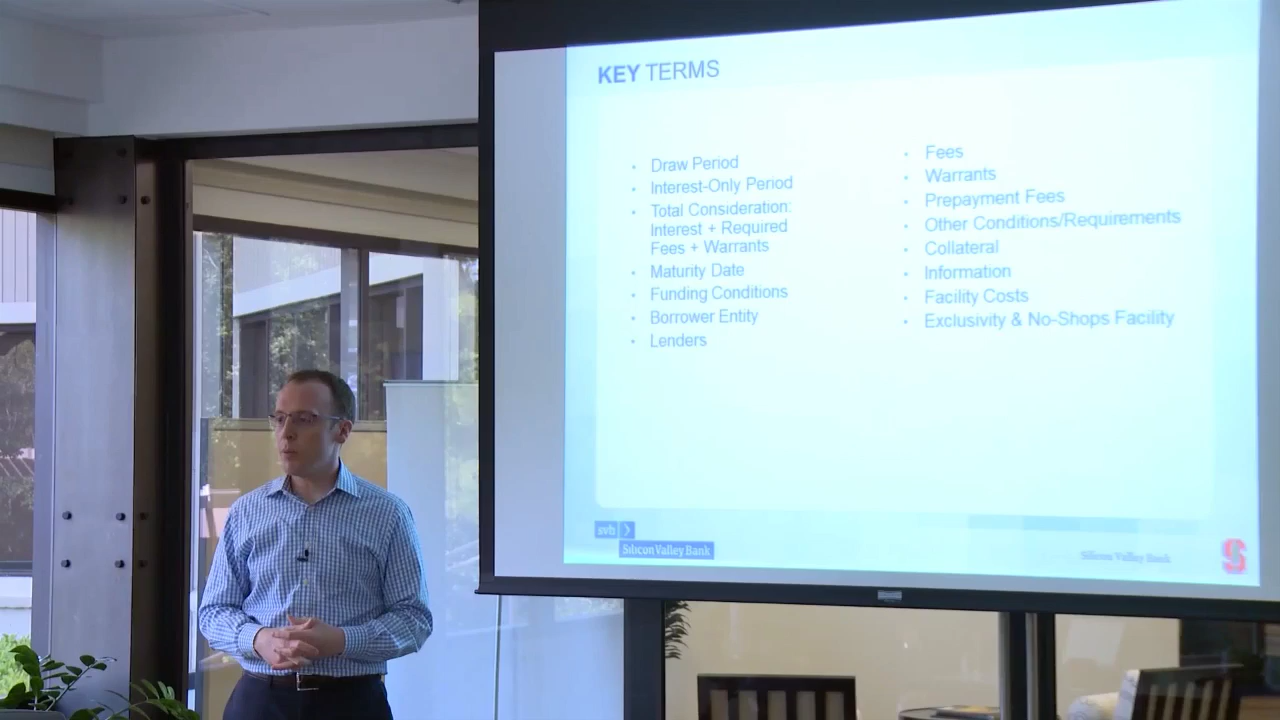 KEY TERMS
Draw Period
Interest-Only Period
Total Consideration:
Interest + Required
Fees + Warrants
Maturity Date
Funding Conditions
Borrower Entity
Lenders
Fees
Warrants
Prepayment Fees
Other Conditions/Requirements
Collateral
Information
Facility Costs
Exclusivity & No-Shops Facility
svb
Silicon Valley Bank
Silicon Valley Bank
S